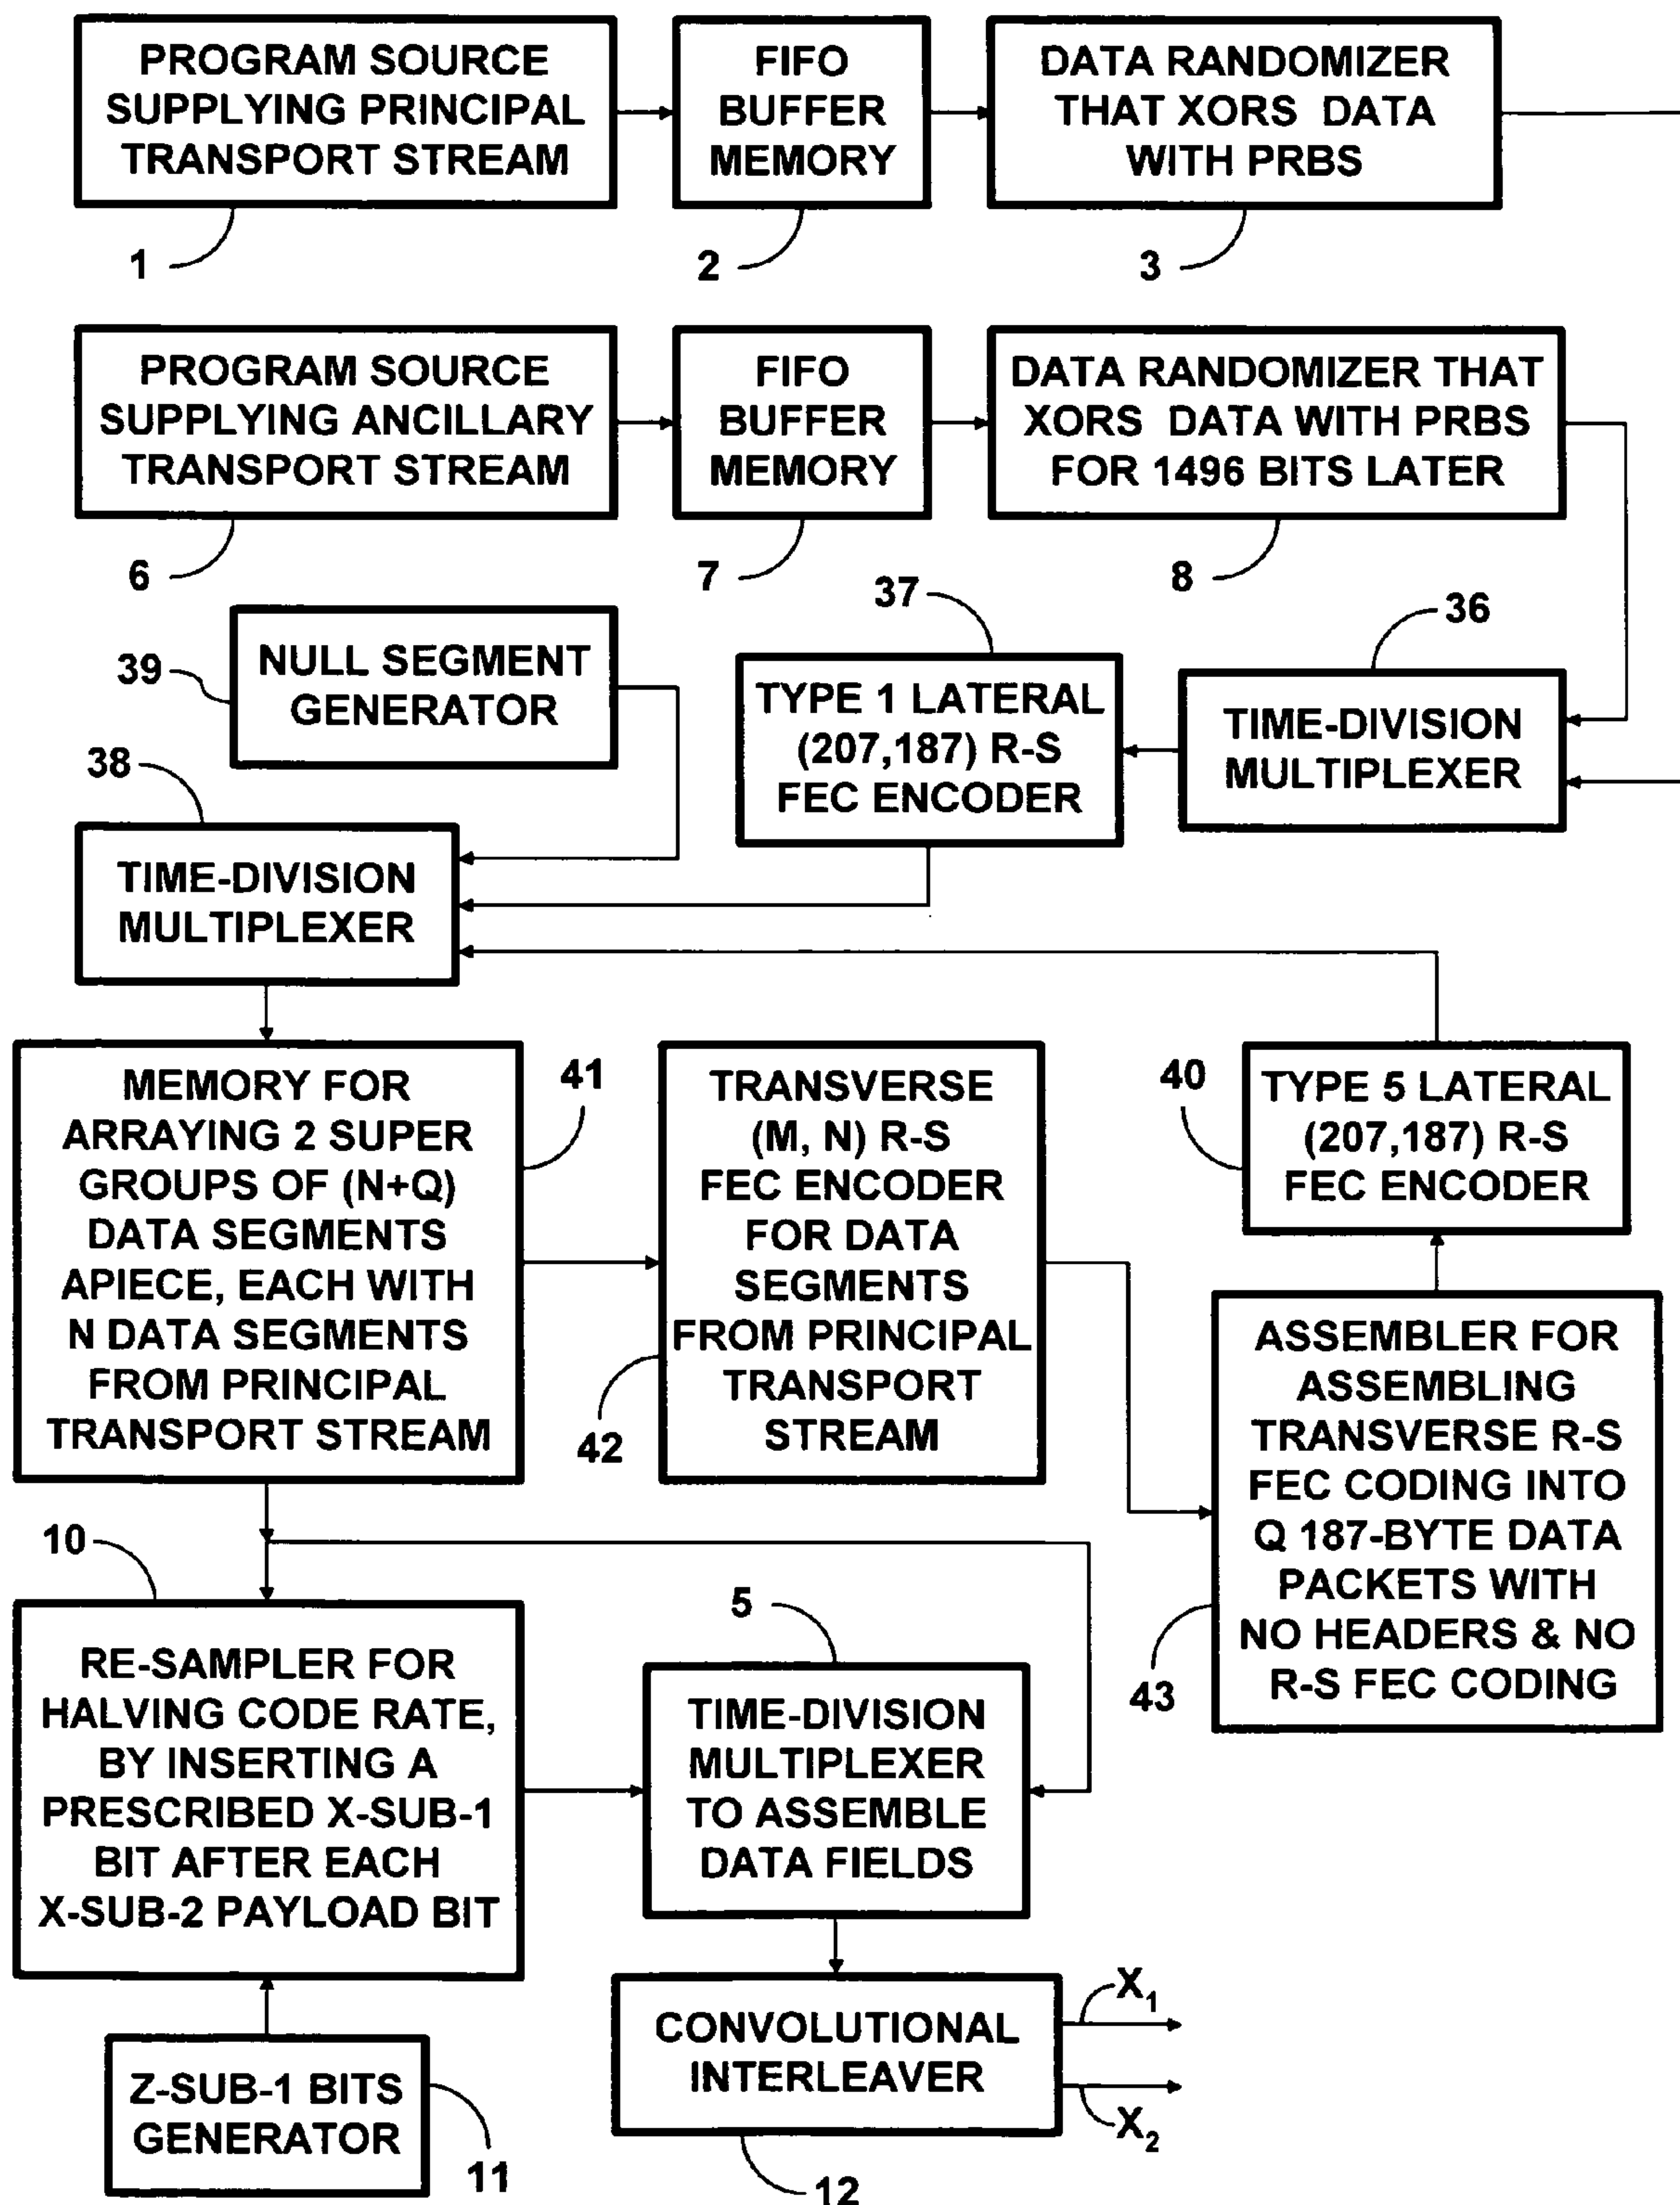 PROGRAM SOURCE
SUPPLYING PRINCIPAL
TRANSPORT STREAM
1
FIFO
BUFFER
MEMORY
2
DATA RANDOMIZER
THAT XORS DATA
WITH PRBS
3
PROGRAM SOURCE
SUPPLYING ANCILLARY
TRANSPORT STREAM
6
FIFO
BUFFER
MEMORY
7
DATA RANDOMIZER THAT
XORS DATA WITH PRBS
FOR 1496 BITS LATER
8
39
NULL SEGMENT
GENERATOR
37
TYPE 1 LATERAL
(207,187) R-S
FEC ENCODER
36
TIME-DIVISION
MULTIPLEXER
38
TIME-DIVISION
MULTIPLEXER
MEMORY FOR
ARRAYING 2 SUPER
GROUPS OF (N+Q)
DATA SEGMENTS
APIECE, EACH WITH
N DATA SEGMENTS
FROM PRINCIPAL
TRANSPORT STREAM
41
TRANSVERSE
(M, N) R-S
FEC ENCODER
FOR DATA
SEGMENTS
FROM PRINCIPAL
TRANSPORT
STREAM
42
40
TYPE 5 LATERAL
(207,187) R-S
FEC ENCODER
ASSEMBLER FOR
ASSEMBLING
TRANSVERSE R-S
FEC CODING INTO
Q 187-BYTE DATA
PACKETS WITH
NO HEADERS & NO
R-S FEC CODING
43
10
RE-SAMPLER FOR
HALVING CODE RATE,
BY INSERTING A
PRESCRIBED X-SUB-1
BIT AFTER EACH
X-SUB-2 PAYLOAD BIT
5
TIME-DIVISION
MULTIPLEXER
TO ASSEMBLE
DATA FIELDS
Z-SUB-1 BITS
GENERATOR
11
CONVOLUTIONAL
INTERLEAVER
12
X₁
X₂